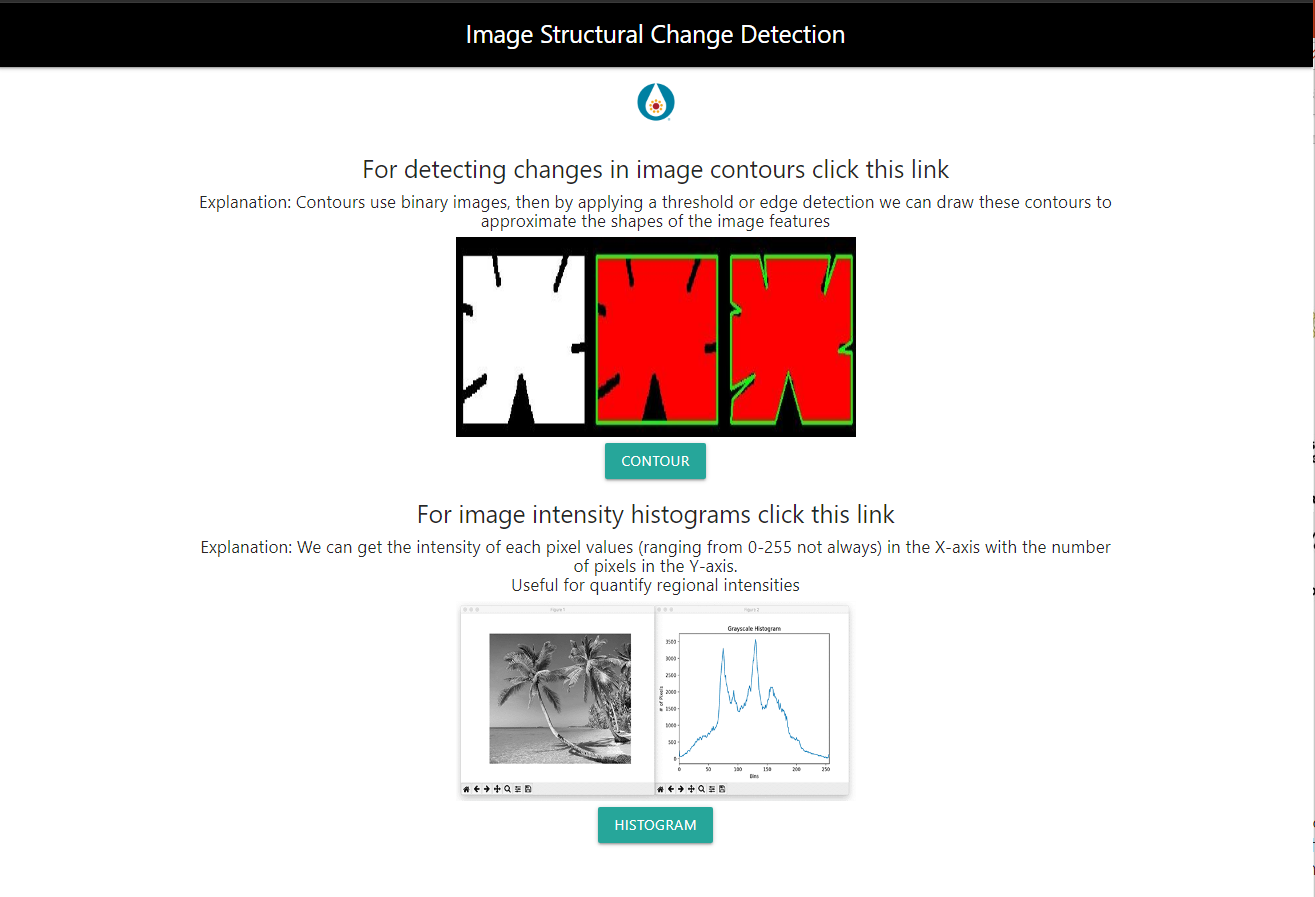 Image Structural Change Detection
For detecting changes in image contours click this link
Explanation: Contours use binary images, then by applying a threshold or edge detection we can draw these contours to
approximate the shapes of the image features
CONTOUR
For image intensity histograms click this link
Explanation: We can get the intensity of each pixel values (ranging from 0-255 not always) in the X-axis with the number
of pixels in the Y-axis.
Useful for quantify regional intensities
Figure 1
Figure 2
Grayscale Histogram
3500
3000
2500
2000
1500
1000
500
0
# of Pixels
0 50 100 150 200 250
Bins
HISTOGRAM